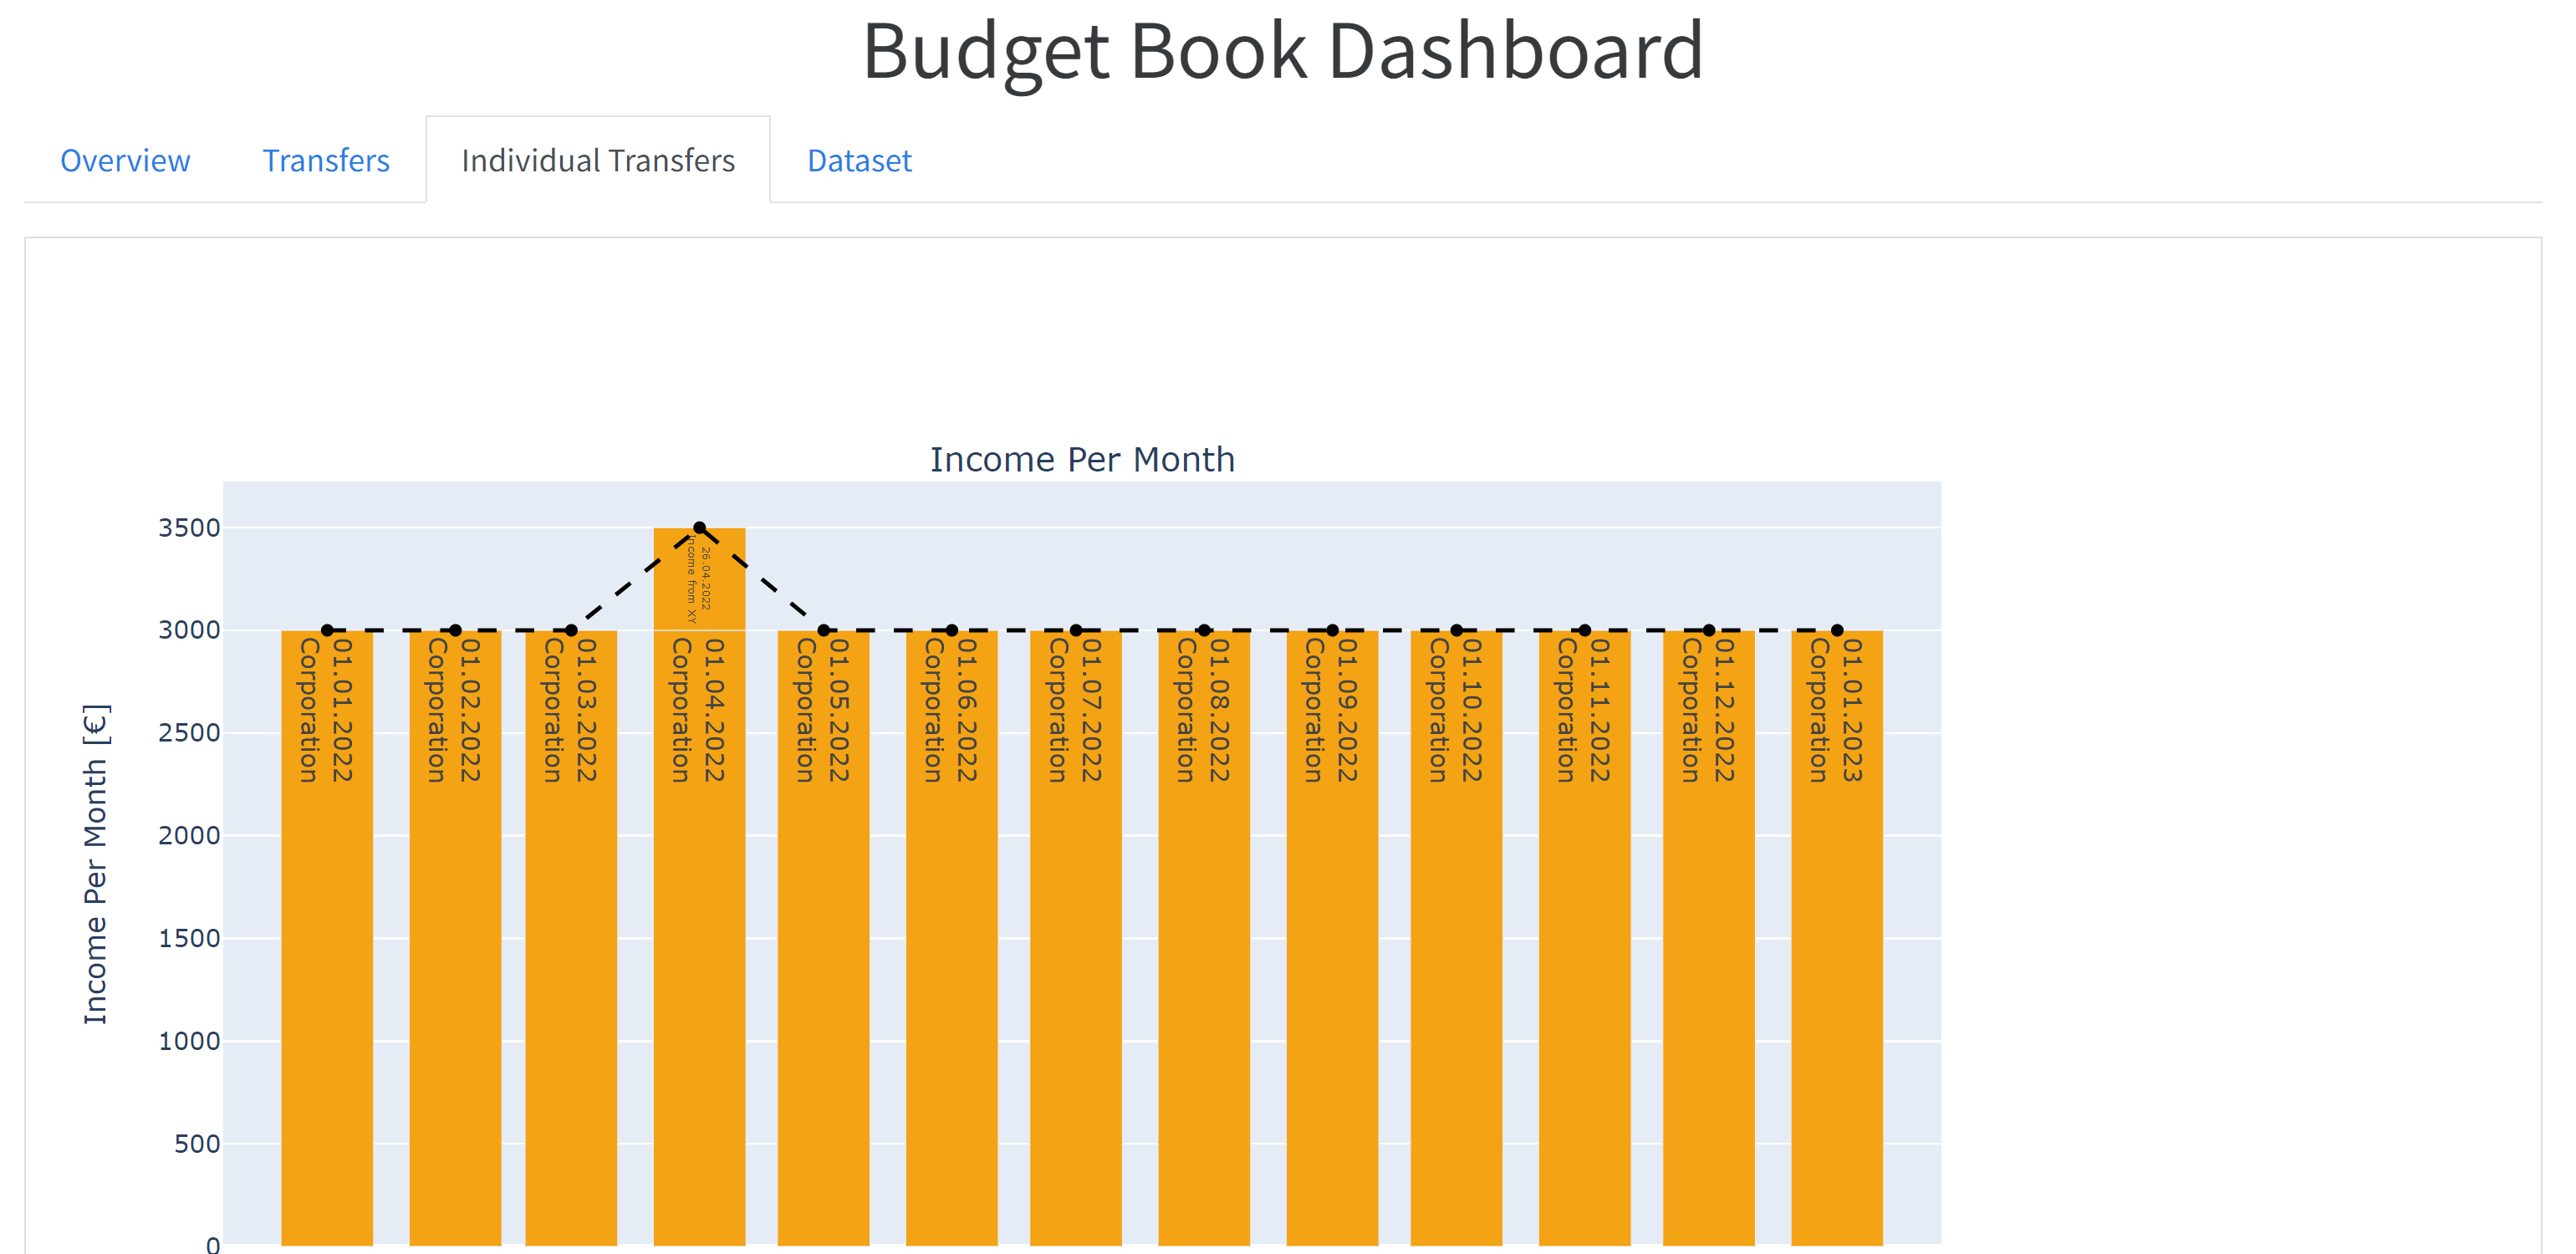 Budget Book Dashboard
Overview
Transfers
Individual Transfers
Dataset
Income Per Month
Income Per Month [€]
3500
3000
2500
2000
1500
1000
500
0
01.01.2022
Corporation
01.02.2022
Corporation
01.03.2022
Corporation
26.04.2022
Income from XY
01.04.2022
Corporation
01.05.2022
Corporation
01.06.2022
Corporation
01.07.2022
Corporation
01.08.2022
Corporation
01.09.2022
Corporation
01.10.2022
Corporation
01.11.2022
Corporation
01.12.2022
Corporation
01.01.2023
Corporation